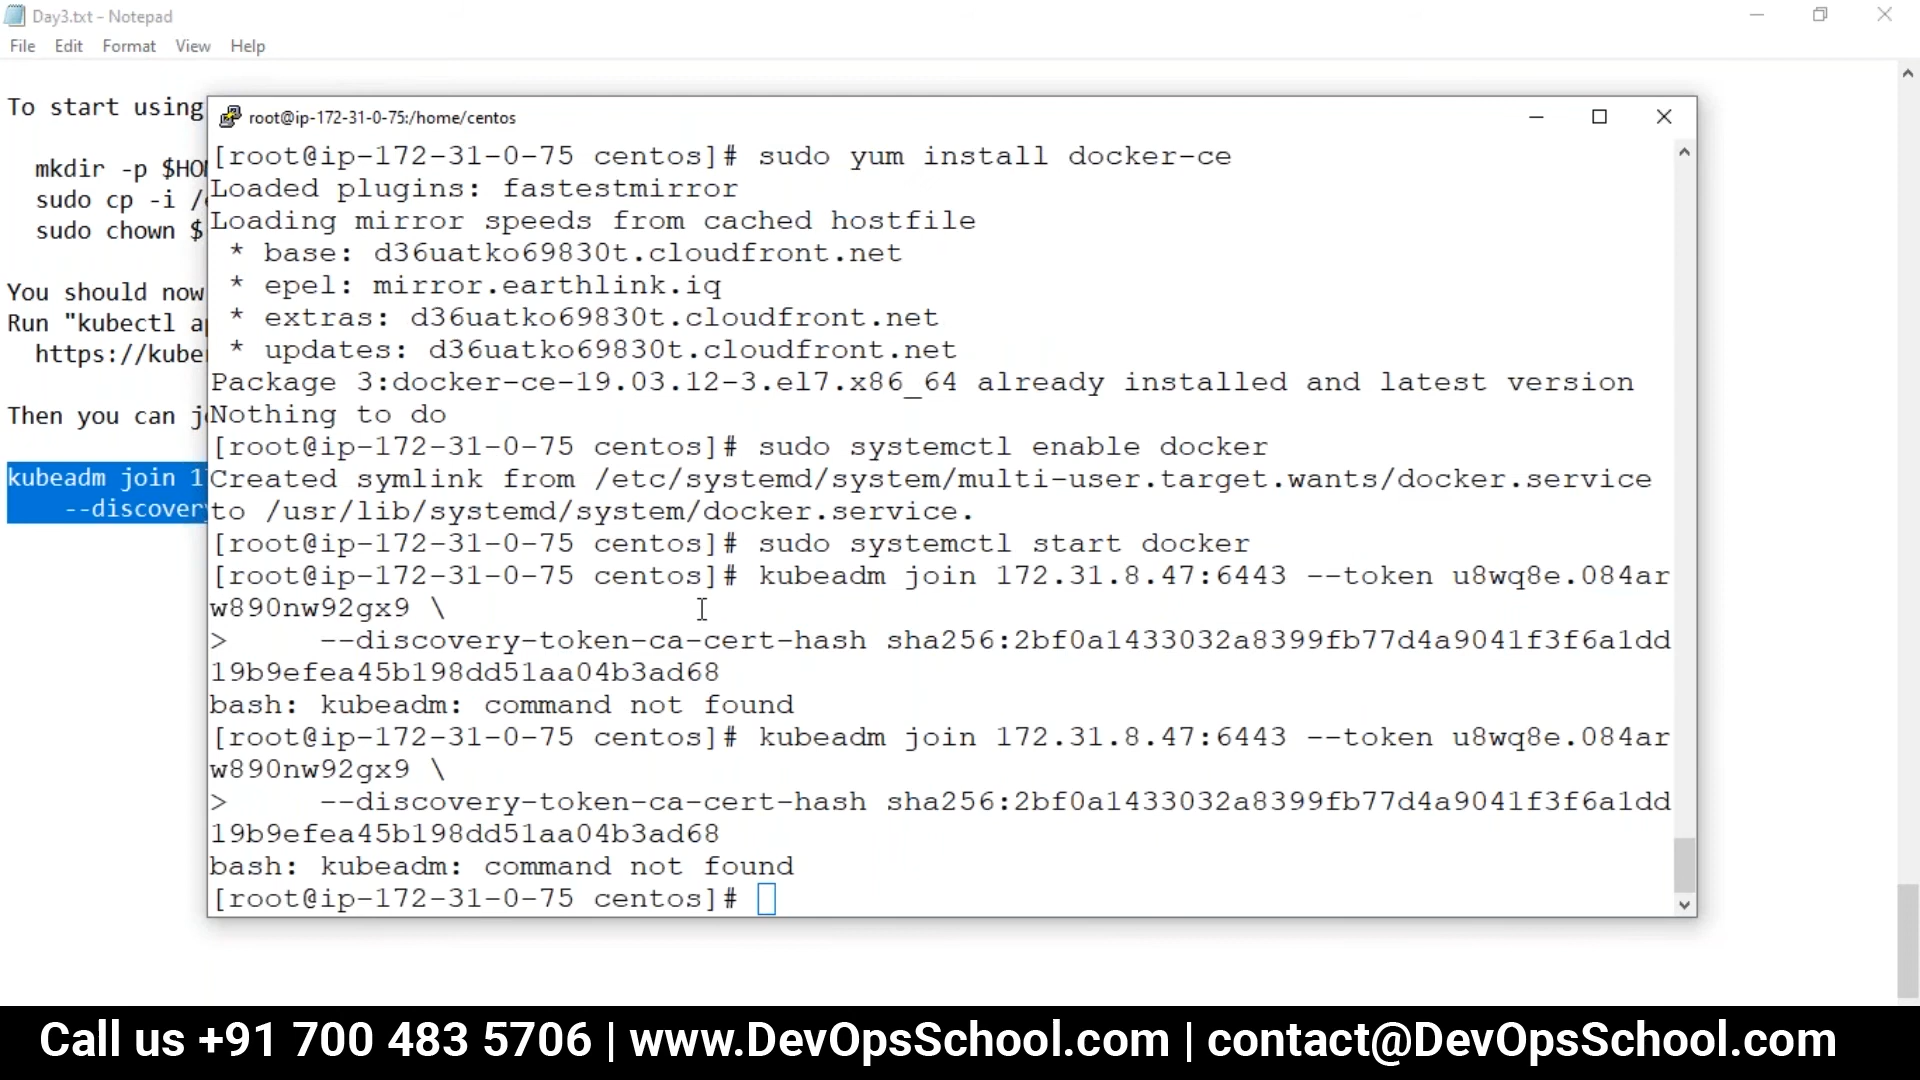 Day3.txt - Notepad
File Edit Format View Help
To start using
mkdir -p $HO
sudo cp -i /
sudo chown $
You should now
Run "kubectl a
https://kube
Then you can j
kubeadm join 1
--discovery
root@ip-172-31-0-75:/home/centos
[root@ip-172-31-0-75 centos]# sudo yum install docker-ce
Loaded plugins: fastestmirror
Loading mirror speeds from cached hostfile
* base: d36uatko69830t.cloudfront.net
* epel: mirror.earthlink.iq
* extras: d36uatko69830t.cloudfront.net
* updates: d36uatko69830t.cloudfront.net
Package 3:docker-ce-19.03.12-3.el7.x86_64 already installed and latest version
Nothing to do
[root@ip-172-31-0-75 centos]# sudo systemctl enable docker
Created symlink from /etc/systemd/system/multi-user.target.wants/docker.service
to /usr/lib/systemd/system/docker.service.
[root@ip-172-31-0-75 centos]# sudo systemctl start docker
[root@ip-172-31-0-75 centos]# kubeadm join 172.31.8.47:6443 --token u8wq8e.084ar
w890nw92gx9 \
> --discovery-token-ca-cert-hash sha256:2bf0a1433032a8399fb77d4a9041f3f6a1dd
19b9efea45b198dd51aa04b3ad68
bash: kubeadm: command not found
[root@ip-172-31-0-75 centos]# kubeadm join 172.31.8.47:6443 --token u8wq8e.084ar
w890nw92gx9 \
> --discovery-token-ca-cert-hash sha256:2bf0a1433032a8399fb77d4a9041f3f6a1dd
19b9efea45b198dd51aa04b3ad68
bash: kubeadm: command not found
[root@ip-172-31-0-75 centos]#
Call us +91 700 483 5706 | www.DevOpsSchool.com | contact@DevOpsSchool.com